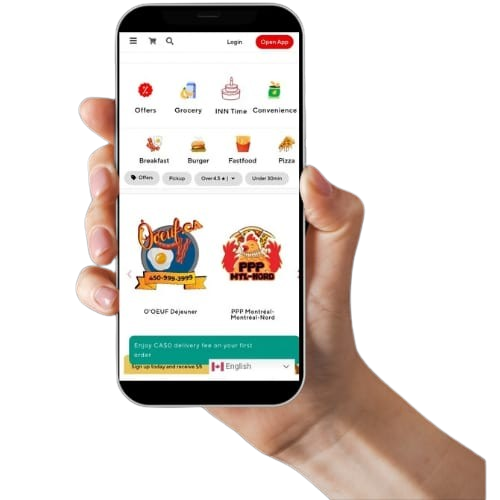 Login
Open App
Offers
Grocery
INN Time
Convenience
Breakfast
Burger
Fastfood
Pizza
Offers
Pickup
Over 4.5 ★ |
Under 30min
Oeuf
450-999-3999
PPP
MTL-NORD
O'OEUF Déjeuner
PPP Montréal-
Montréal-Nord
Enjoy CA$0 delivery fee on your first
order
Sign up today and receive $5
English